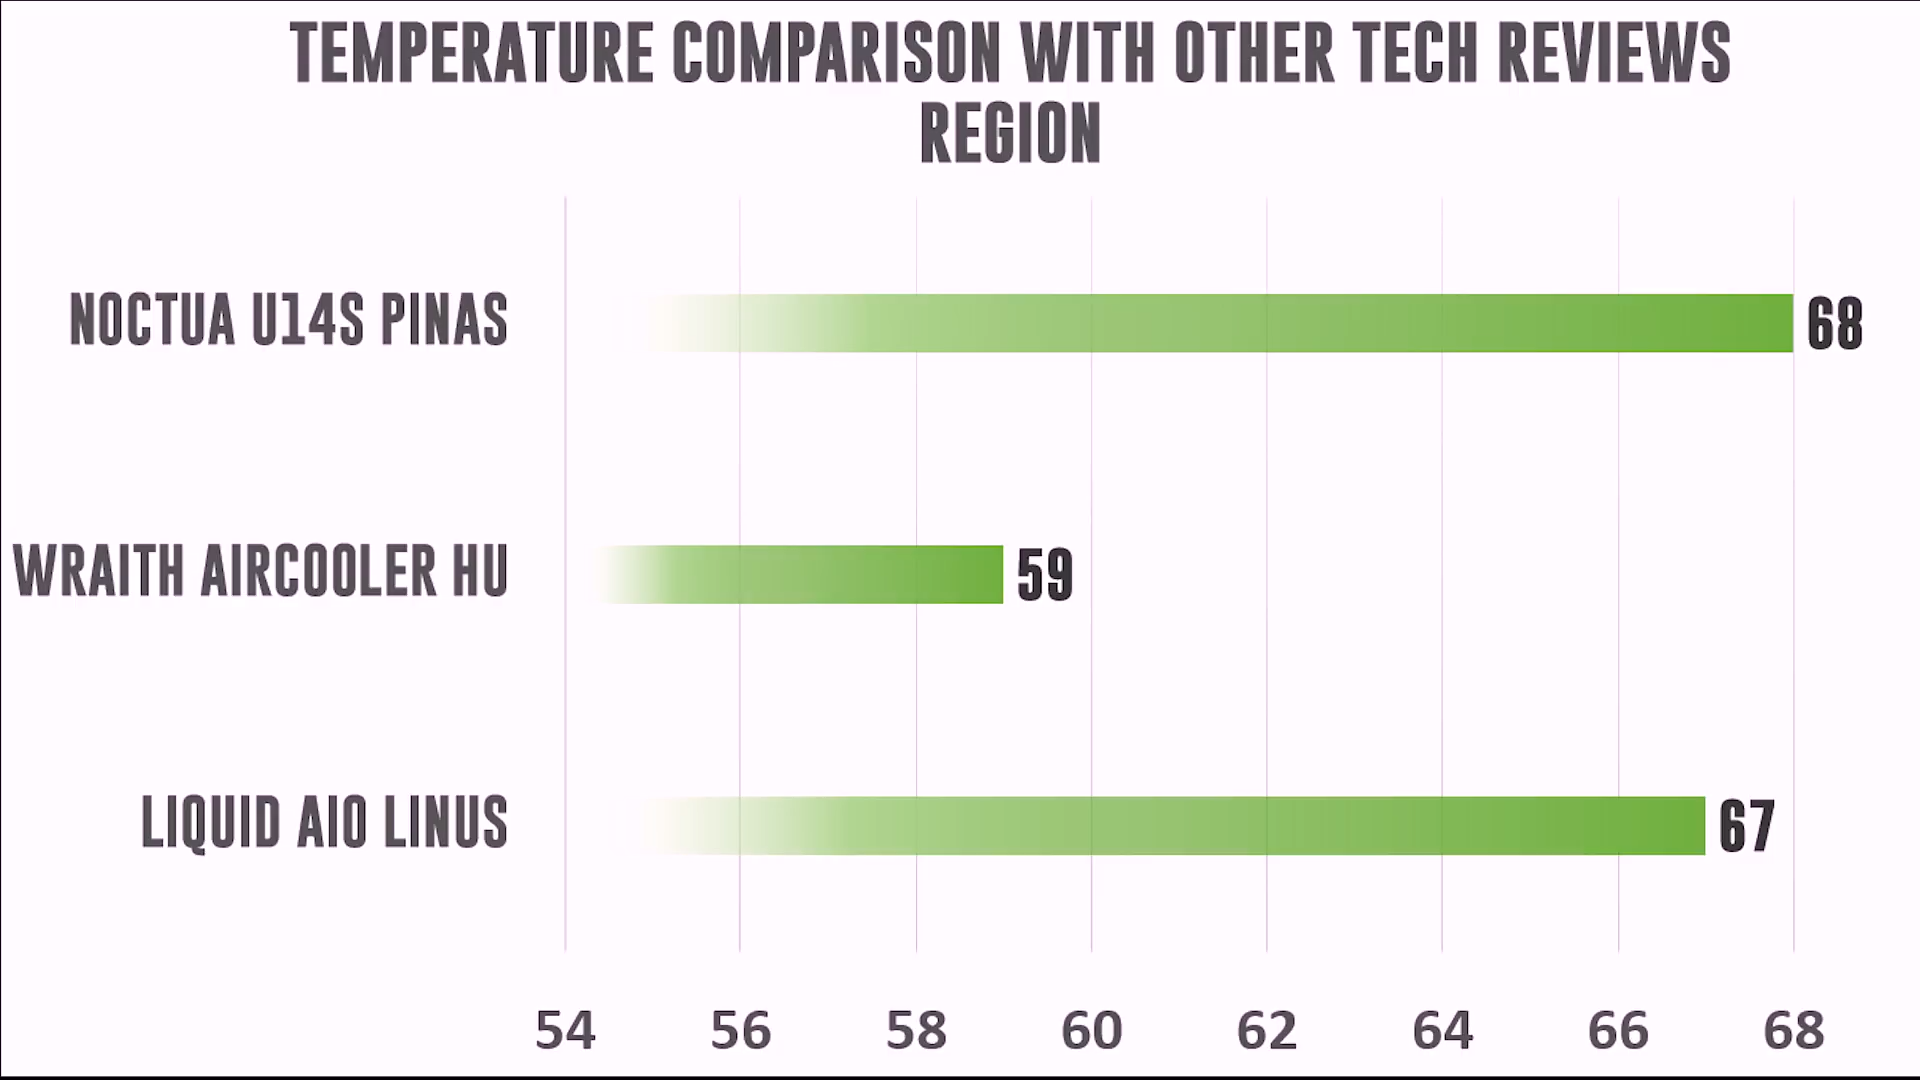 TEMPERATURE COMPARISON WITH OTHER TECH REVIEWS
REGION
NOCTUA U14S PINAS
68
WRAITH AIRCOOLER HU
59
LIQUID AIO LINUS
67
54 56 58 60 62 64 66 68